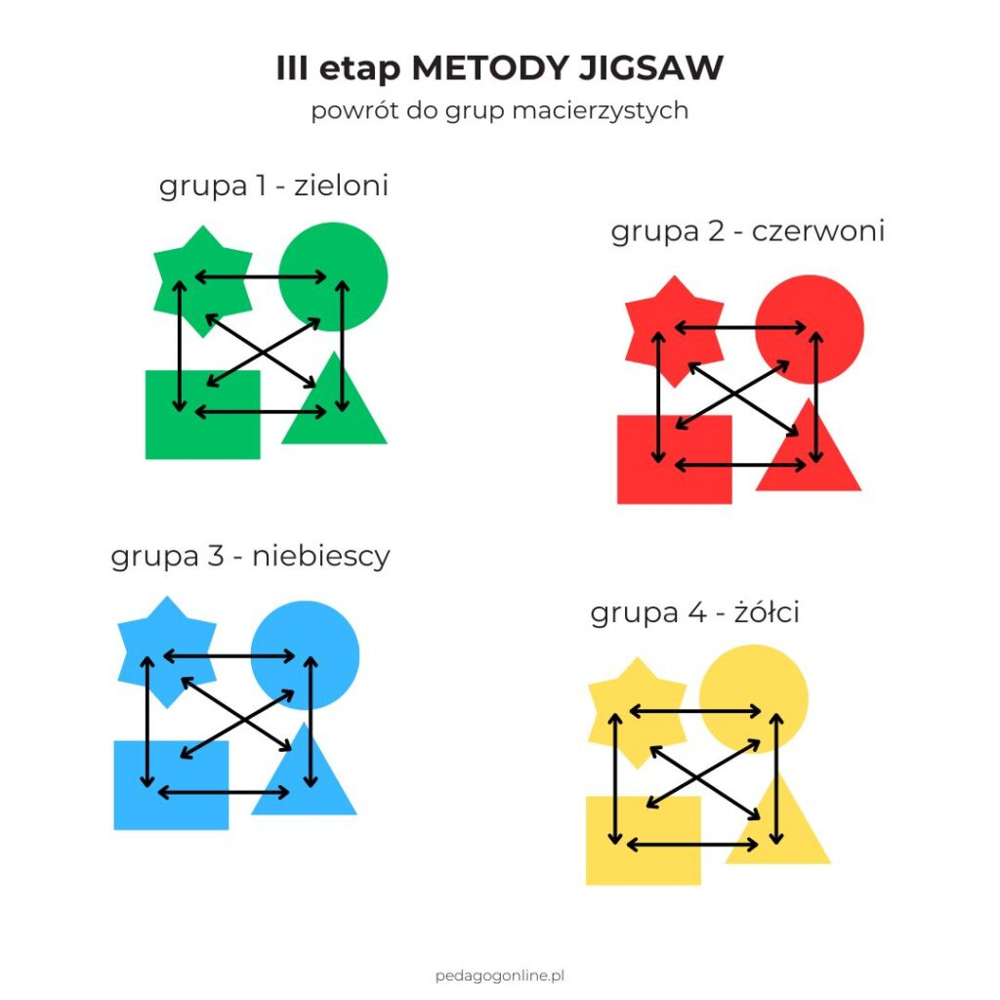 III etap METODY JIGSAW
powrót do grup macierzystych
grupa 1 - zieloni
grupa 2 - czerwoni
grupa 3 - niebiescy
grupa 4 - żółci
pedagogonline.pl